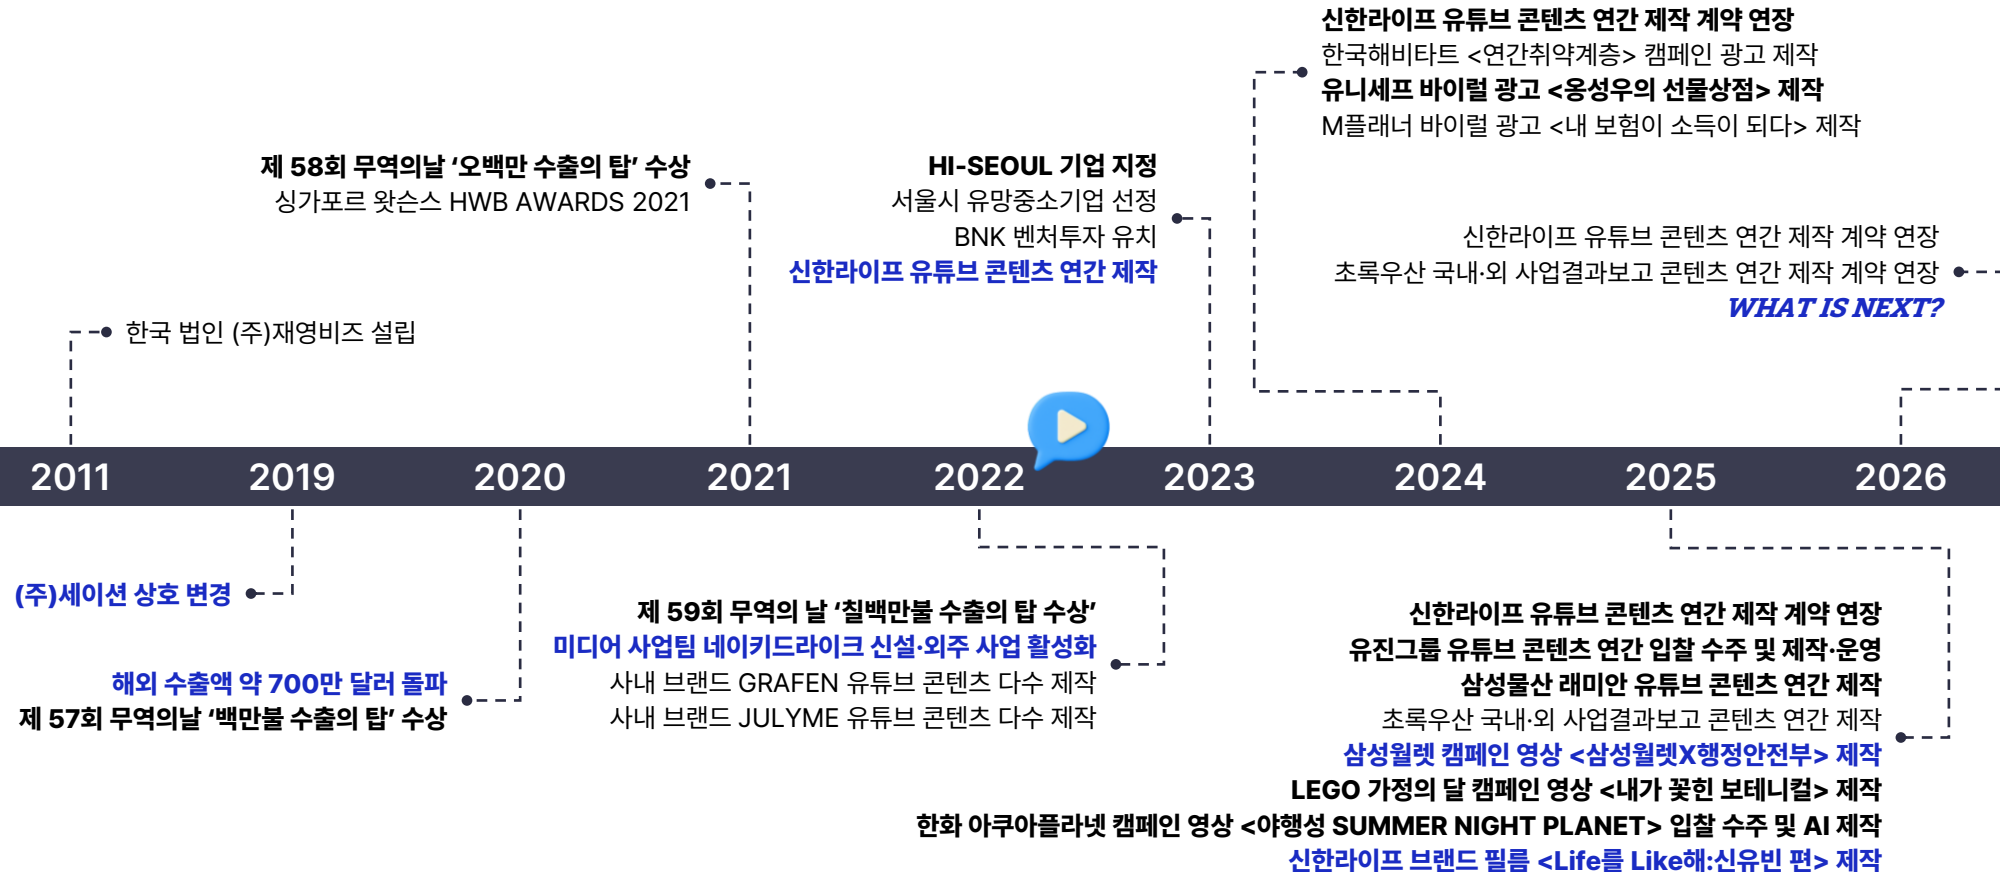 신한라이프 유튜브 콘텐츠 연간 제작 계약 연장
한국해비타트 <연간취약계층> 캠페인 광고 제작
유니세프 바이럴 광고 <옹성우의 선물상점> 제작
M플래너 바이럴 광고 <내 보험이 소득이 되다> 제작
제 58회 무역의날 ‘오백만 수출의 탑’ 수상
싱가포르 왓슨스 HWB AWARDS 2021
HI-SEOUL 기업 지정
서울시 유망중소기업 선정
BNK 벤처투자 유치
신한라이프 유튜브 콘텐츠 연간 제작
신한라이프 유튜브 콘텐츠 연간 제작 계약 연장
초록우산 국내·외 사업결과보고 콘텐츠 연간 제작 계약 연장
WHAT IS NEXT?
한국 법인 (주)재영비즈 설립
2011 2019 2020 2021 2022 2023 2024 2025 2026
(주)세이션 상호 변경
해외 수출액 약 700만 달러 돌파
제 57회 무역의날 ‘백만불 수출의 탑’ 수상
제 59회 무역의 날 ‘칠백만불 수출의 탑 수상’
미디어 사업팀 네이키드라이크 신설·외주 사업 활성화
사내 브랜드 GRAFEN 유튜브 콘텐츠 다수 제작
사내 브랜드 JULYME 유튜브 콘텐츠 다수 제작
신한라이프 유튜브 콘텐츠 연간 제작 계약 연장
유진그룹 유튜브 콘텐츠 연간 입찰 수주 및 제작·운영
삼성물산 래미안 유튜브 콘텐츠 연간 제작
초록우산 국내·외 사업결과보고 콘텐츠 연간 제작
삼성월렛 캠페인 영상 <삼성월렛X행정안전부> 제작
LEGO 가정의 달 캠페인 영상 <내가 꽃힌 보테니컬> 제작
한화 아쿠아플라넷 캠페인 영상 <야행성 SUMMER NIGHT PLANET> 입찰 수주 및 AI 제작
신한라이프 브랜드 필름 <Life를 Like해:신유빈 편> 제작